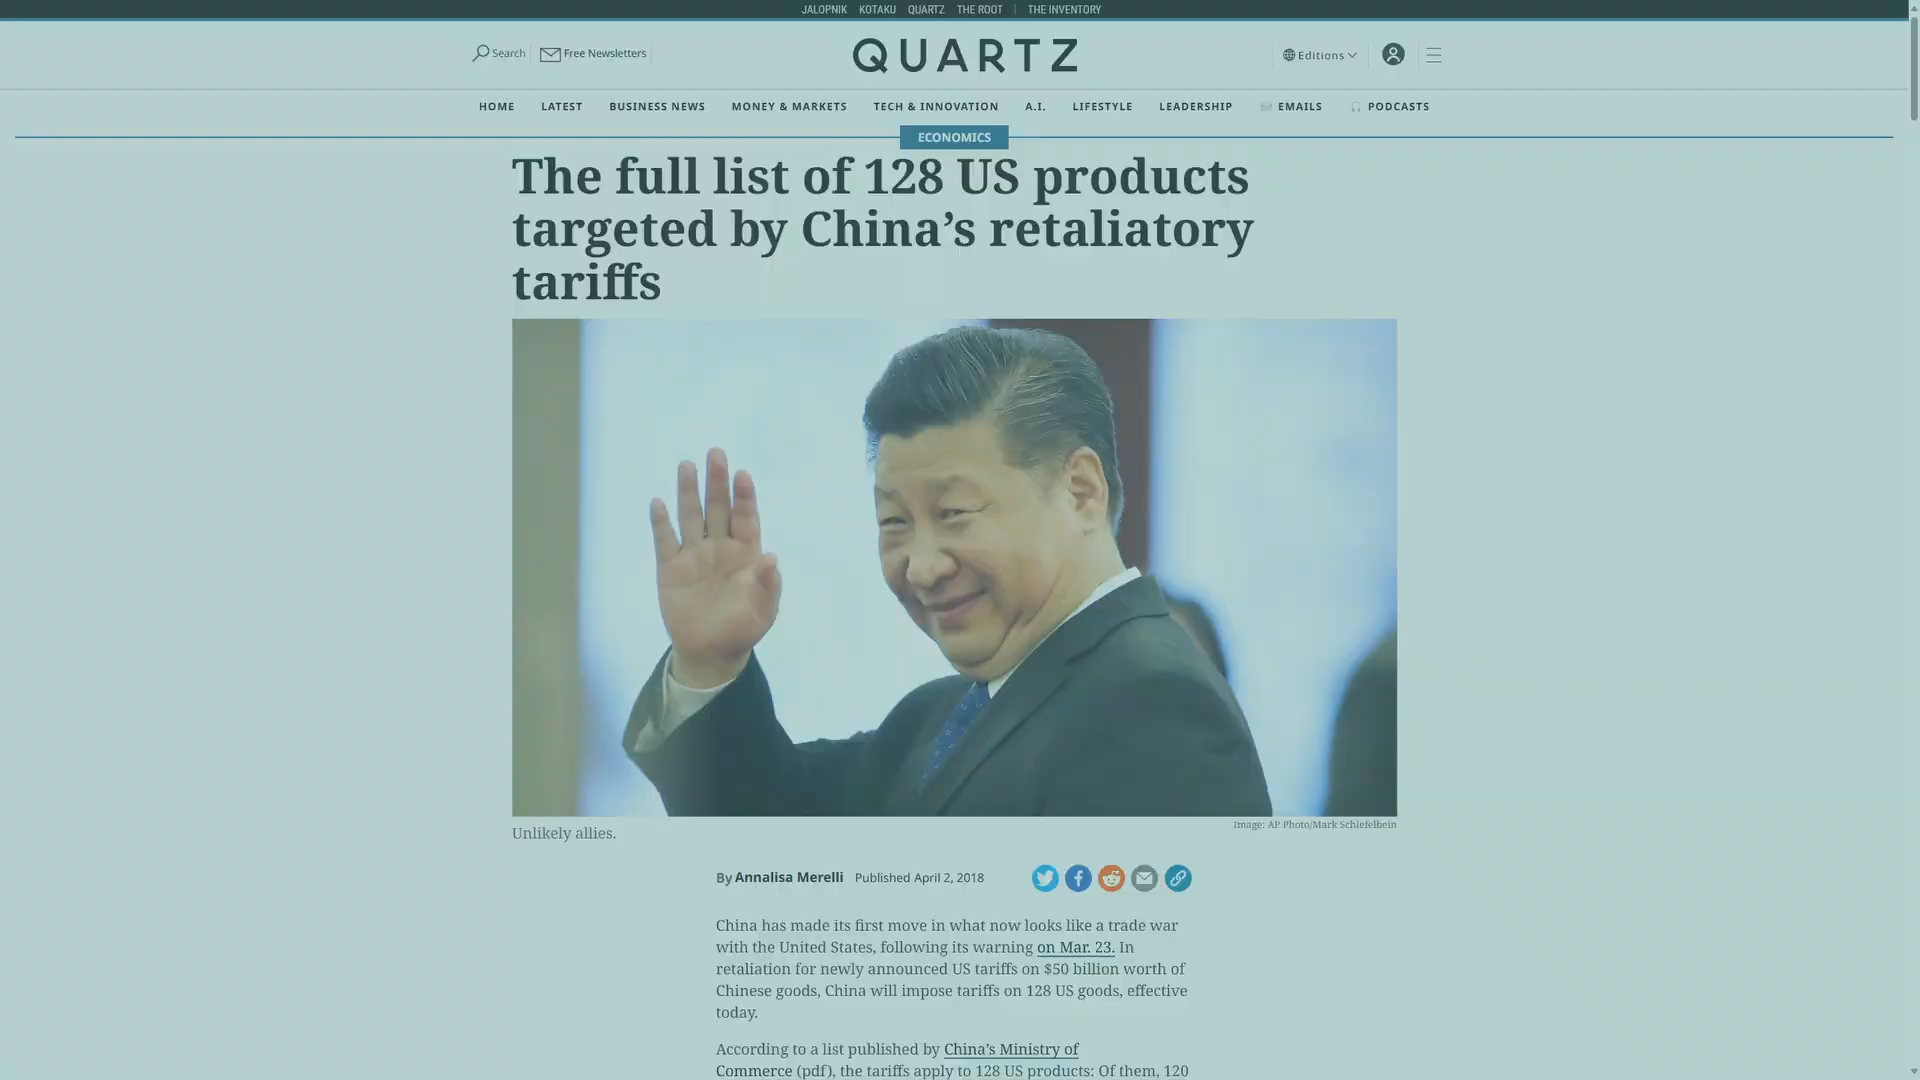 JALOPNIK KOTAKU QUARTZ THE ROOT THE INVENTORY
Search Free Newsletters
QUARTZ
Editions
HOME LATEST BUSINESS NEWS MONEY & MARKETS TECH & INNOVATION A.I. LIFESTYLE LEADERSHIP EMAILS PODCASTS
ECONOMICS
The full list of 128 US products
targeted by China’s retaliatory
tariffs
Image: AP Photo/Mark Schiefelbein
Unlikely allies.
By Annalisa Merelli Published April 2, 2018
China has made its first move in what now looks like a trade war
with the United States, following its warning on Mar. 23. In
retaliation for newly announced US tariffs on $50 billion worth of
Chinese goods, China will impose tariffs on 128 US goods, effective
today.
According to a list published by China’s Ministry of
Commerce (pdf), the tariffs apply to 128 US products: Of them, 120